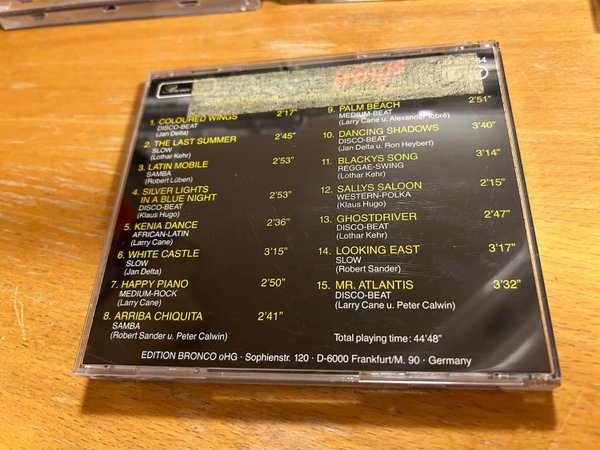 Bronco
84
1. COLOURED WINGS 2'17"
DISCO-BEAT
(Jan Delta)
2. THE LAST SUMMER 2'45"
SLOW
(Lothar Kehr)
3. LATIN MOBILE 2'53"
SAMBA
(Robert Lüben)
4. SILVER LIGHTS
IN A BLUE NIGHT 2'53"
DISCO-BEAT
(Klaus Hugo)
5. KENIA DANCE 2'36"
AFRICAN-LATIN
(Larry Cane)
6. WHITE CASTLE 3'15"
SLOW
(Jan Delta)
7. HAPPY PIANO 2'50"
MEDIUM-ROCK
(Larry Cane)
8. ARRIBA CHIQUITA 2'41"
SAMBA
(Robert Sander u. Peter Calwin)
9. PALM BEACH 2'51"
MEDIUM-BEAT
(Larry Cane u. Alexander Tobré)
10. DANCING SHADOWS 3'40"
DISCO-BEAT
(Jan Delta u. Ron Heybert)
11. BLACKYS SONG 3'14"
REGGAE-SWING
(Lothar Kehr)
12. SALLYS SALOON 2'15"
WESTERN-POLKA
(Klaus Hugo)
13. GHOSTDRIVER 2'47"
DISCO-BEAT
(Lothar Kehr)
14. LOOKING EAST 3'17"
SLOW
(Robert Sander)
15. MR. ATLANTIS 3'32"
DISCO-BEAT
(Larry Cane u. Peter Calwin)
Total playing time: 44'48"
EDITION BRONCO oHG · Sophienstr. 120 · D-6000 Frankfurt/M. 90 - Germany